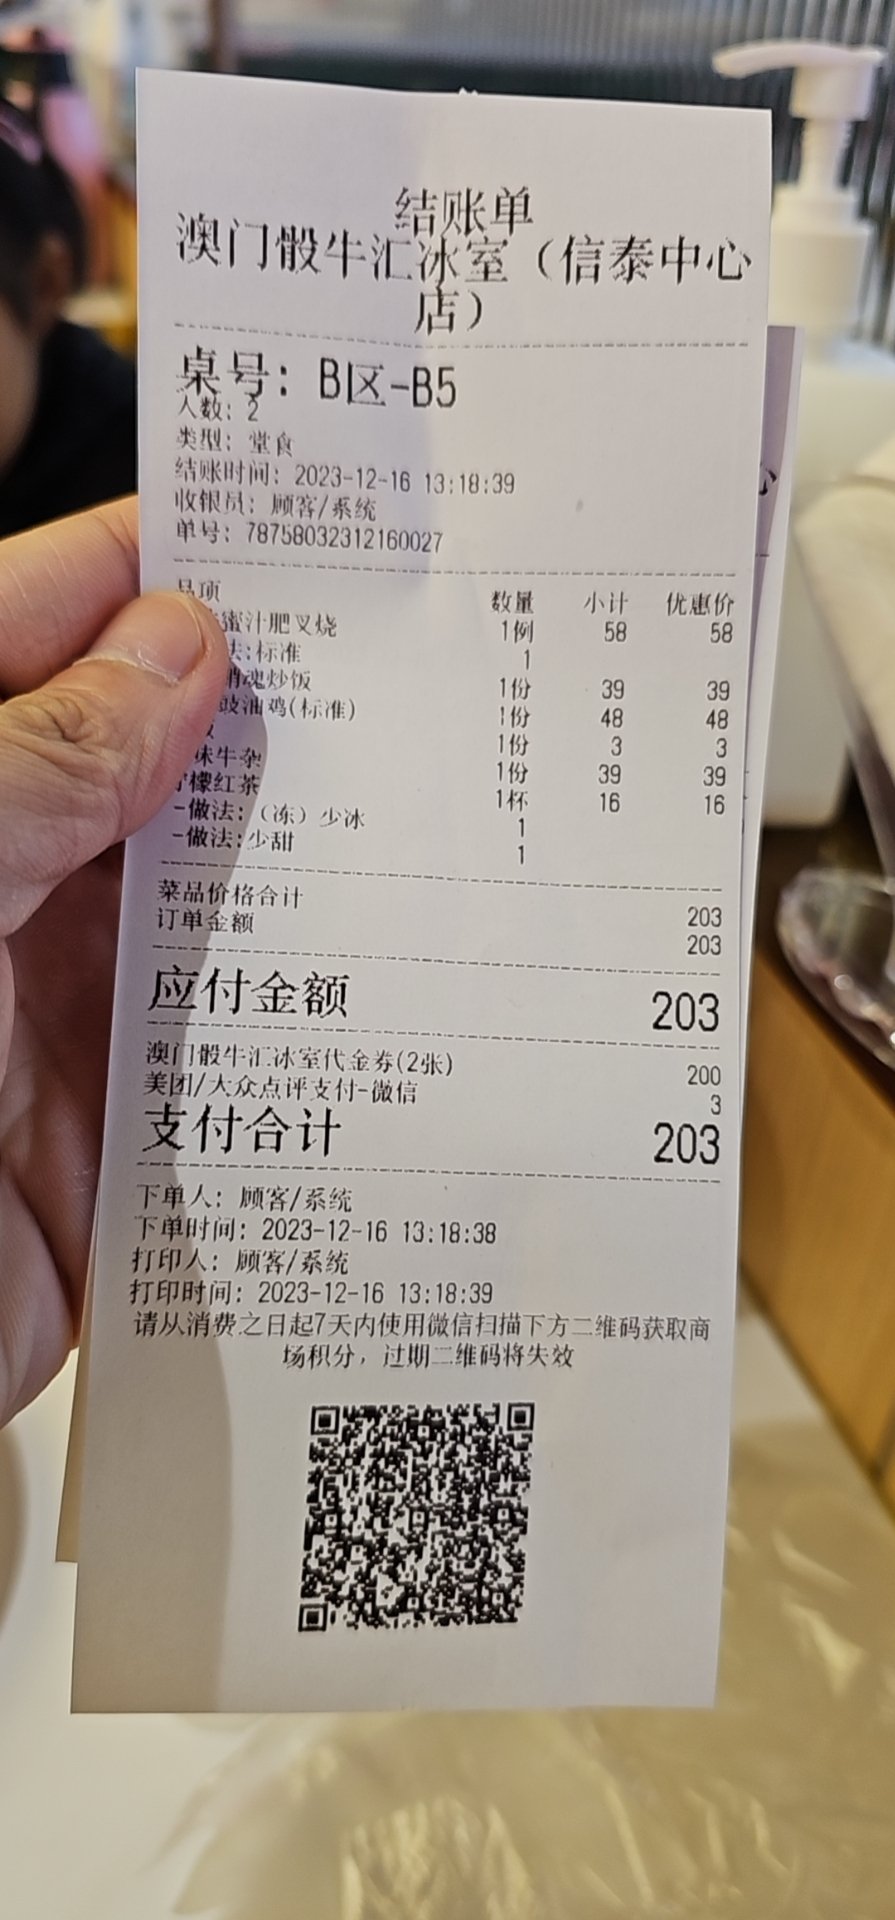 结账单
澳门骰牛汇冰室（信泰中心
店）
桌号：B区-B5
人数：2
类型：堂食
结账时间：2023-12-16 13:18:39
收银员：顾客/系统
单号：78758032312160027
品项 数量 小计 优惠价
蜜汁肥叉烧 1例 58 58
法:标准 1
销魂炒饭 1份 39 39
豉油鸡(标准) 1份 48 48
1份 3 3
味牛杂 1份 39 39
柠檬红茶 1杯 16 16
-做法:（冻）少冰 1
-做法:少甜 1
菜品价格合计 203
订单金额 203
应付金额 203
澳门骰牛汇冰室代金券(2张) 200
美团/大众点评支付-微信 3
支付合计 203
下单人：顾客/系统
下单时间：2023-12-16 13:18:38
打印人：顾客/系统
打印时间：2023-12-16 13:18:39
请从消费之日起7天内使用微信扫描下方二维码获取商
场积分，过期二维码将失效